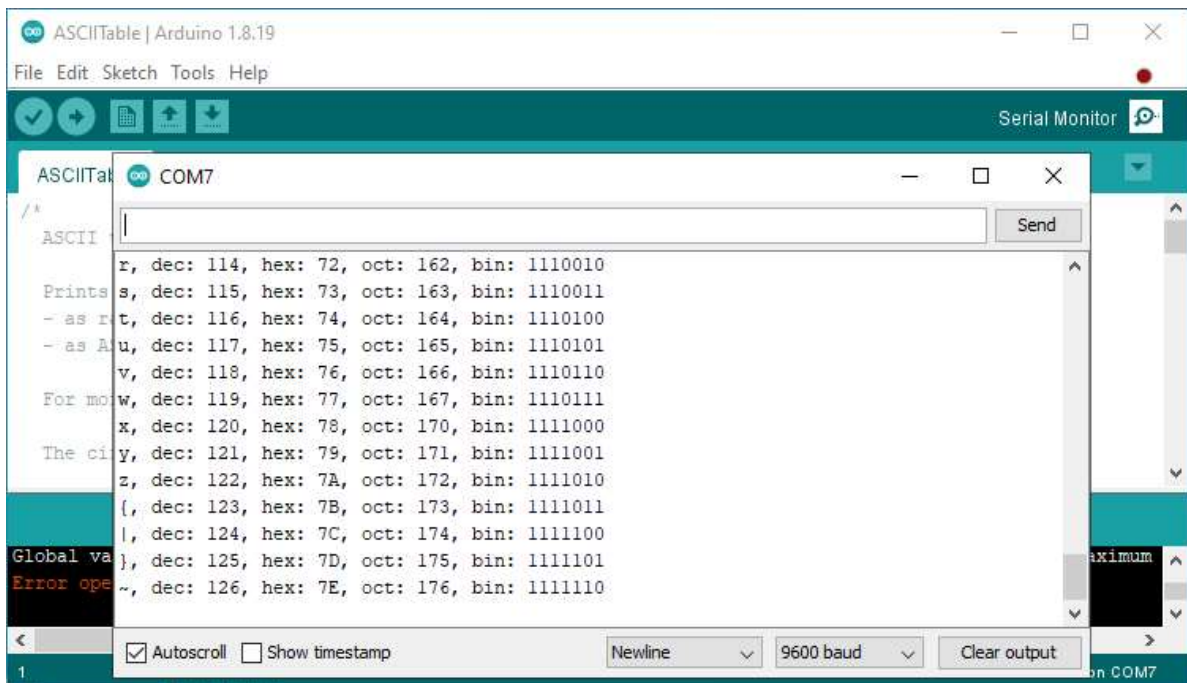 ASCIITable | Arduino 1.8.19
File Edit Sketch Tools Help
Serial Monitor
ASCIITab
COM7
/*
ASCII
Send
Prints
- as
- as
For
The
r, dec: 114, hex: 72, oct: 162, bin: 1110010
s, dec: 115, hex: 73, oct: 163, bin: 1110011
t, dec: 116, hex: 74, oct: 164, bin: 1110100
u, dec: 117, hex: 75, oct: 165, bin: 1110101
v, dec: 118, hex: 76, oct: 166, bin: 1110110
w, dec: 119, hex: 77, oct: 167, bin: 1110111
x, dec: 120, hex: 78, oct: 170, bin: 1111000
y, dec: 121, hex: 79, oct: 171, bin: 1111001
z, dec: 122, hex: 7A, oct: 172, bin: 1111010
{, dec: 123, hex: 7B, oct: 173, bin: 1111011
|, dec: 124, hex: 7C, oct: 174, bin: 1111100
}, dec: 125, hex: 7D, oct: 175, bin: 1111101
~, dec: 126, hex: 7E, oct: 176, bin: 1111110
Global va
aximum
Error ope
Autoscroll Show timestamp Newline 9600 baud Clear output
1
on COM7